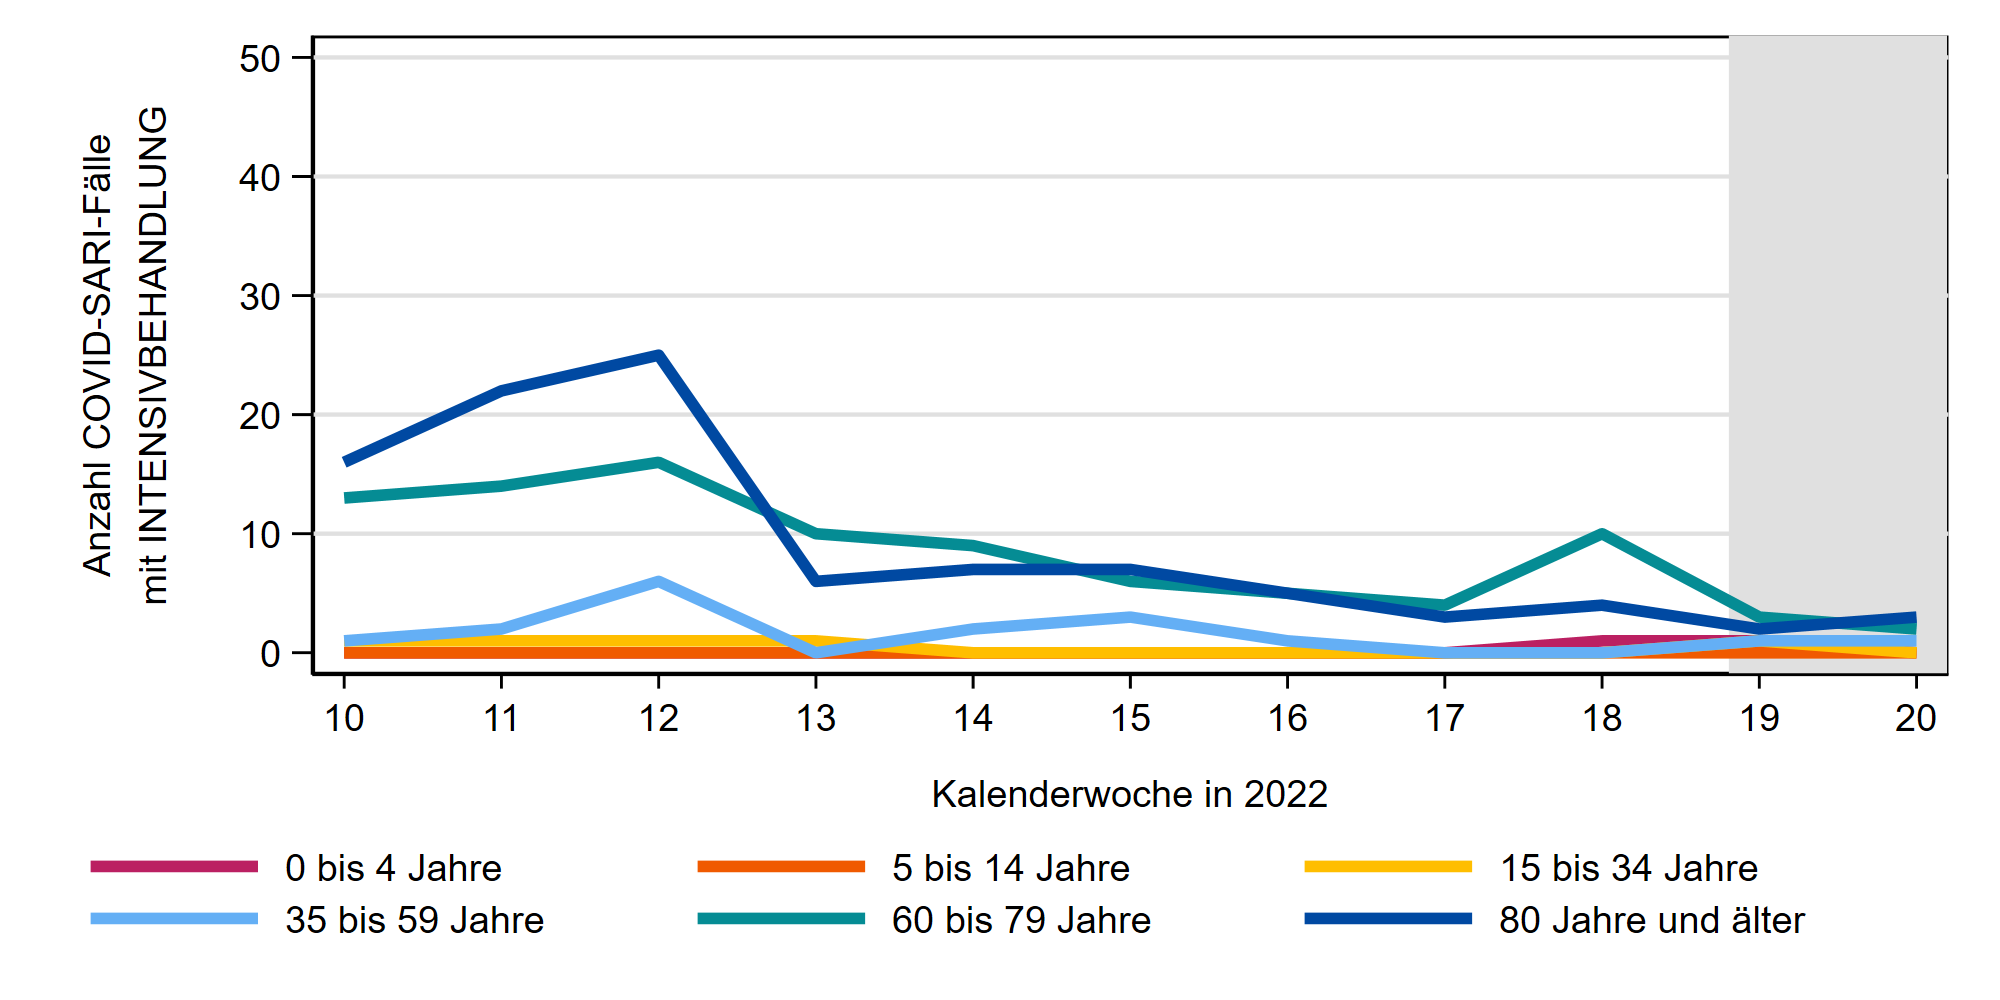 Anzahl COVID-SARI-Fälle
mit INTENSIVBEHANDLUNG
50
40
30
20
10
0
10 11 12 13 14 15 16 17 18 19 20
Kalenderwoche in 2022
0 bis 4 Jahre 5 bis 14 Jahre 15 bis 34 Jahre
35 bis 59 Jahre 60 bis 79 Jahre 80 Jahre und älter